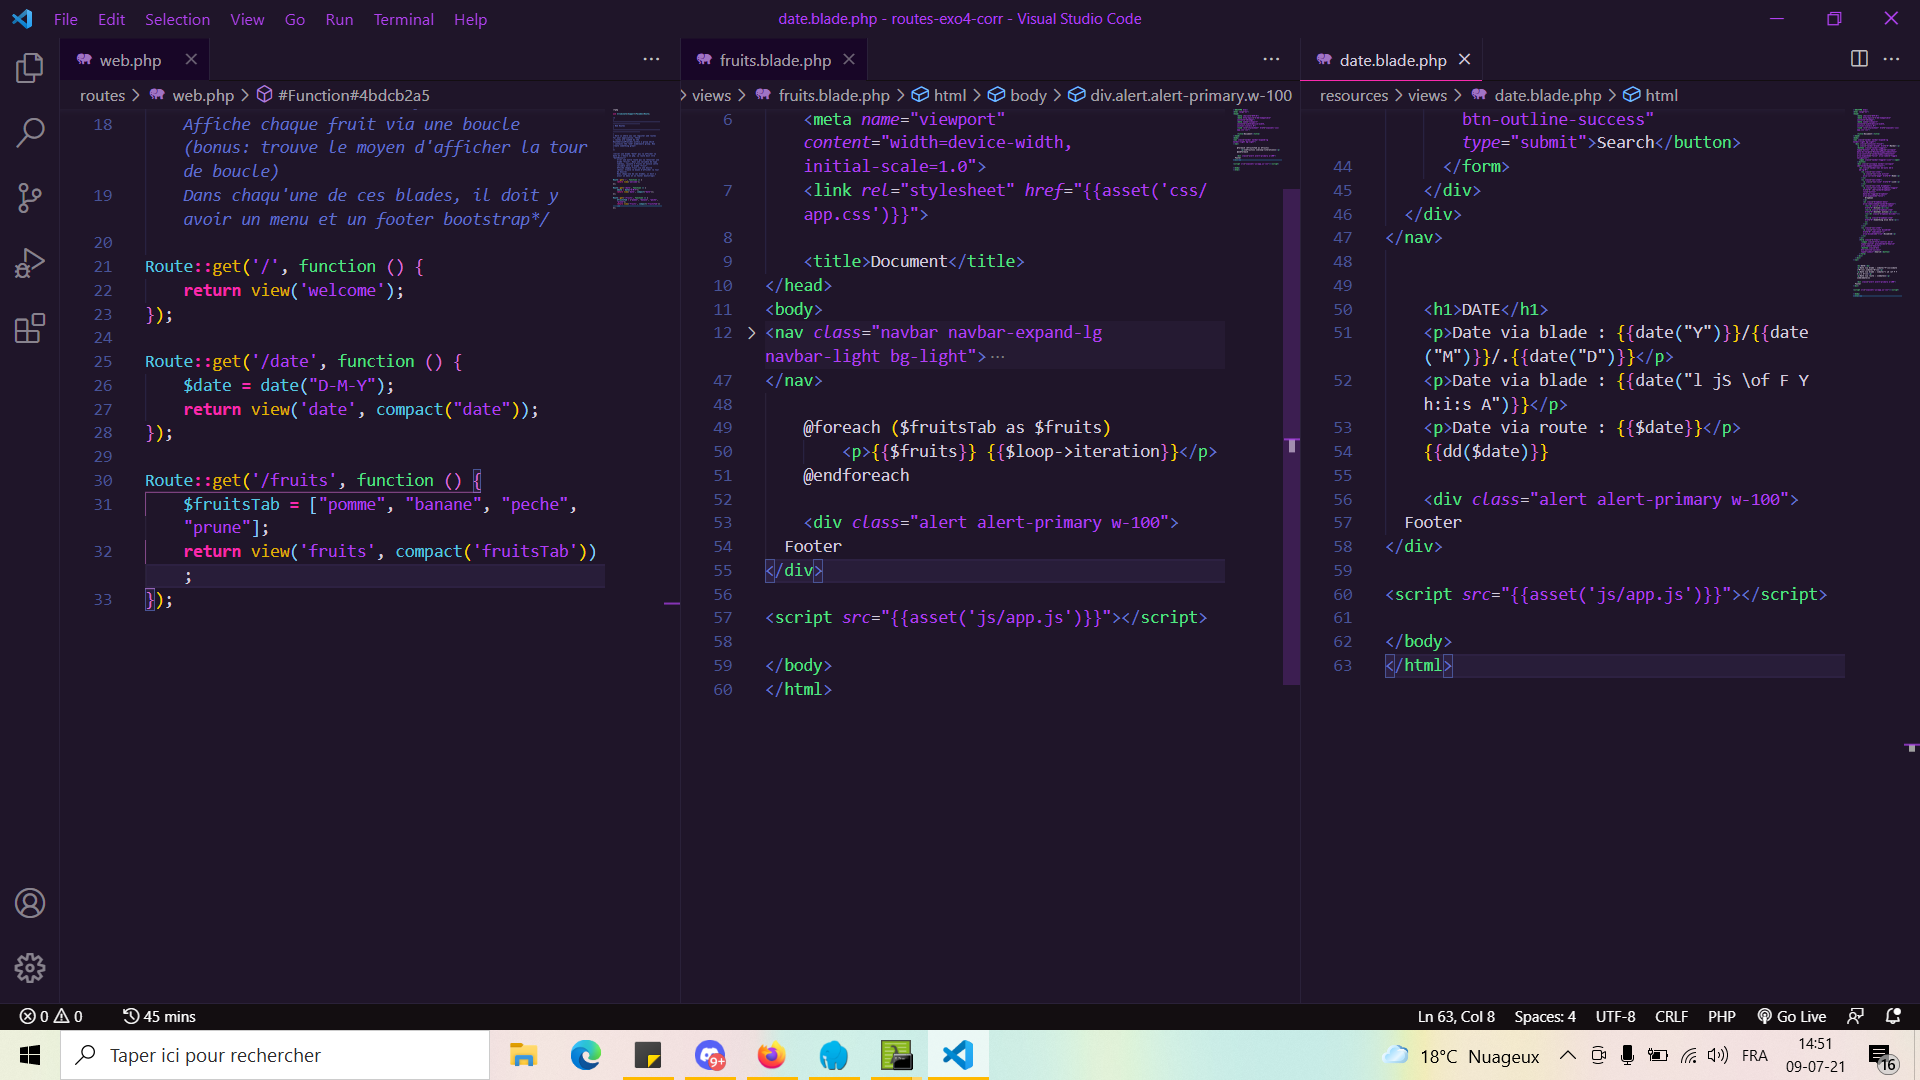 File Edit Selection View Go Run Terminal Help
date.blade.php - routes-exo4-corr - Visual Studio Code
web.php
routes > web.php > #Function#4bdcb2a5
18 Affiche chaque fruit via une boucle
(bonus: trouve le moyen d'afficher la tour
de boucle)
19 Dans chaqu'une de ces blades, il doit y
avoir un menu et un footer bootstrap*/
20
21 Route::get('/', function () {
22 return view('welcome');
23 });
24
25 Route::get('/date', function () {
26 $date = date("D-M-Y");
27 return view('date', compact("date"));
28 });
29
30 Route::get('/fruits', function () {
31 $fruitsTab = ["pomme", "banane", "peche",
"prune"];
32 return view('fruits', compact('fruitsTab'))
;
33 });
fruits.blade.php
> views > fruits.blade.php > html > body > div.alert.alert-primary.w-100
6 <meta name="viewport"
content="width=device-width,
initial-scale=1.0">
7 <link rel="stylesheet" href="{{asset('css/
app.css')}}">
8
9 <title>Document</title>
10 </head>
11 <body>
12 <nav class="navbar navbar-expand-lg
navbar-light bg-light">···
47 </nav>
48
49 @foreach ($fruitsTab as $fruits)
50 <p>{{$fruits}} {{$loop->iteration}}</p>
51 @endforeach
52
53 <div class="alert alert-primary w-100">
54 Footer
55 </div>
56
57 <script src="{{asset('js/app.js')}}"></script>
58
59 </body>
60 </html>
date.blade.php
resources > views > date.blade.php > html
btn-outline-success"
type="submit">Search</button>
44 </form>
45 </div>
46 </div>
47 </nav>
48
49
50 <h1>DATE</h1>
51 <p>Date via blade : {{date("Y")}}/{{date
("M")}}/.{{date("D")}}</p>
52 <p>Date via blade : {{date("l jS \of F Y
h:i:s A")}}</p>
53 <p>Date via route : {{$date}}</p>
54 {{dd($date)}}
55
56 <div class="alert alert-primary w-100">
57 Footer
58 </div>
59
60 <script src="{{asset('js/app.js')}}"></script>
61
62 </body>
63 </html>
0 0 45 mins
Ln 63, Col 8 Spaces: 4 UTF-8 CRLF PHP Go Live
Taper ici pour rechercher
9+
18°C Nuageux
FRA
14:51
09-07-21
16